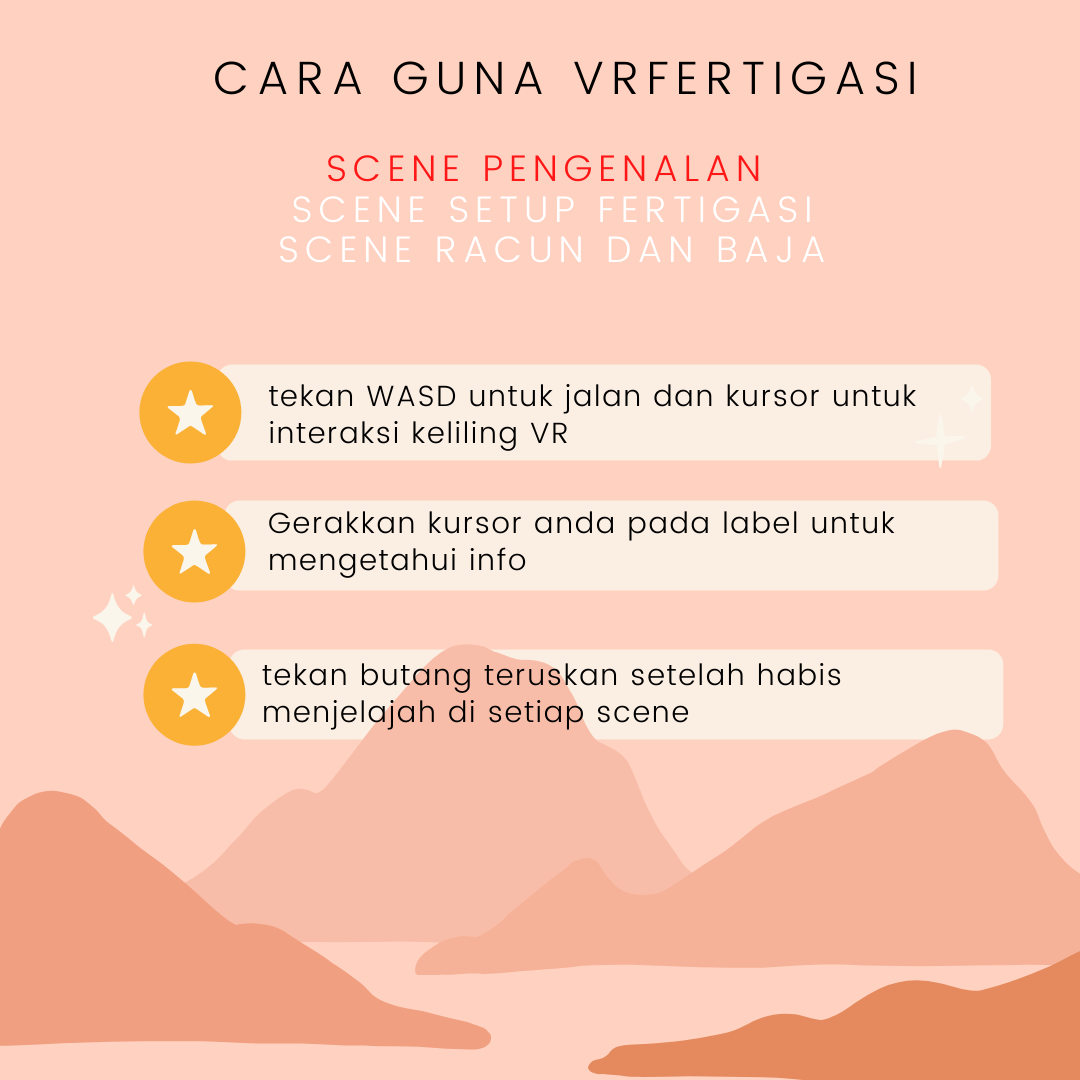 CARA GUNA VRFERTIGASI
SCENE PENGENALAN
SCENE SETUP FERTIGASI
SCENE RACUN DAN BAJA
tekan WASD untuk jalan dan kursor untuk
interaksi keliling VR
Gerakkan kursor anda pada label untuk
mengetahui info
tekan butang teruskan setelah habis
menjelajah di setiap scene